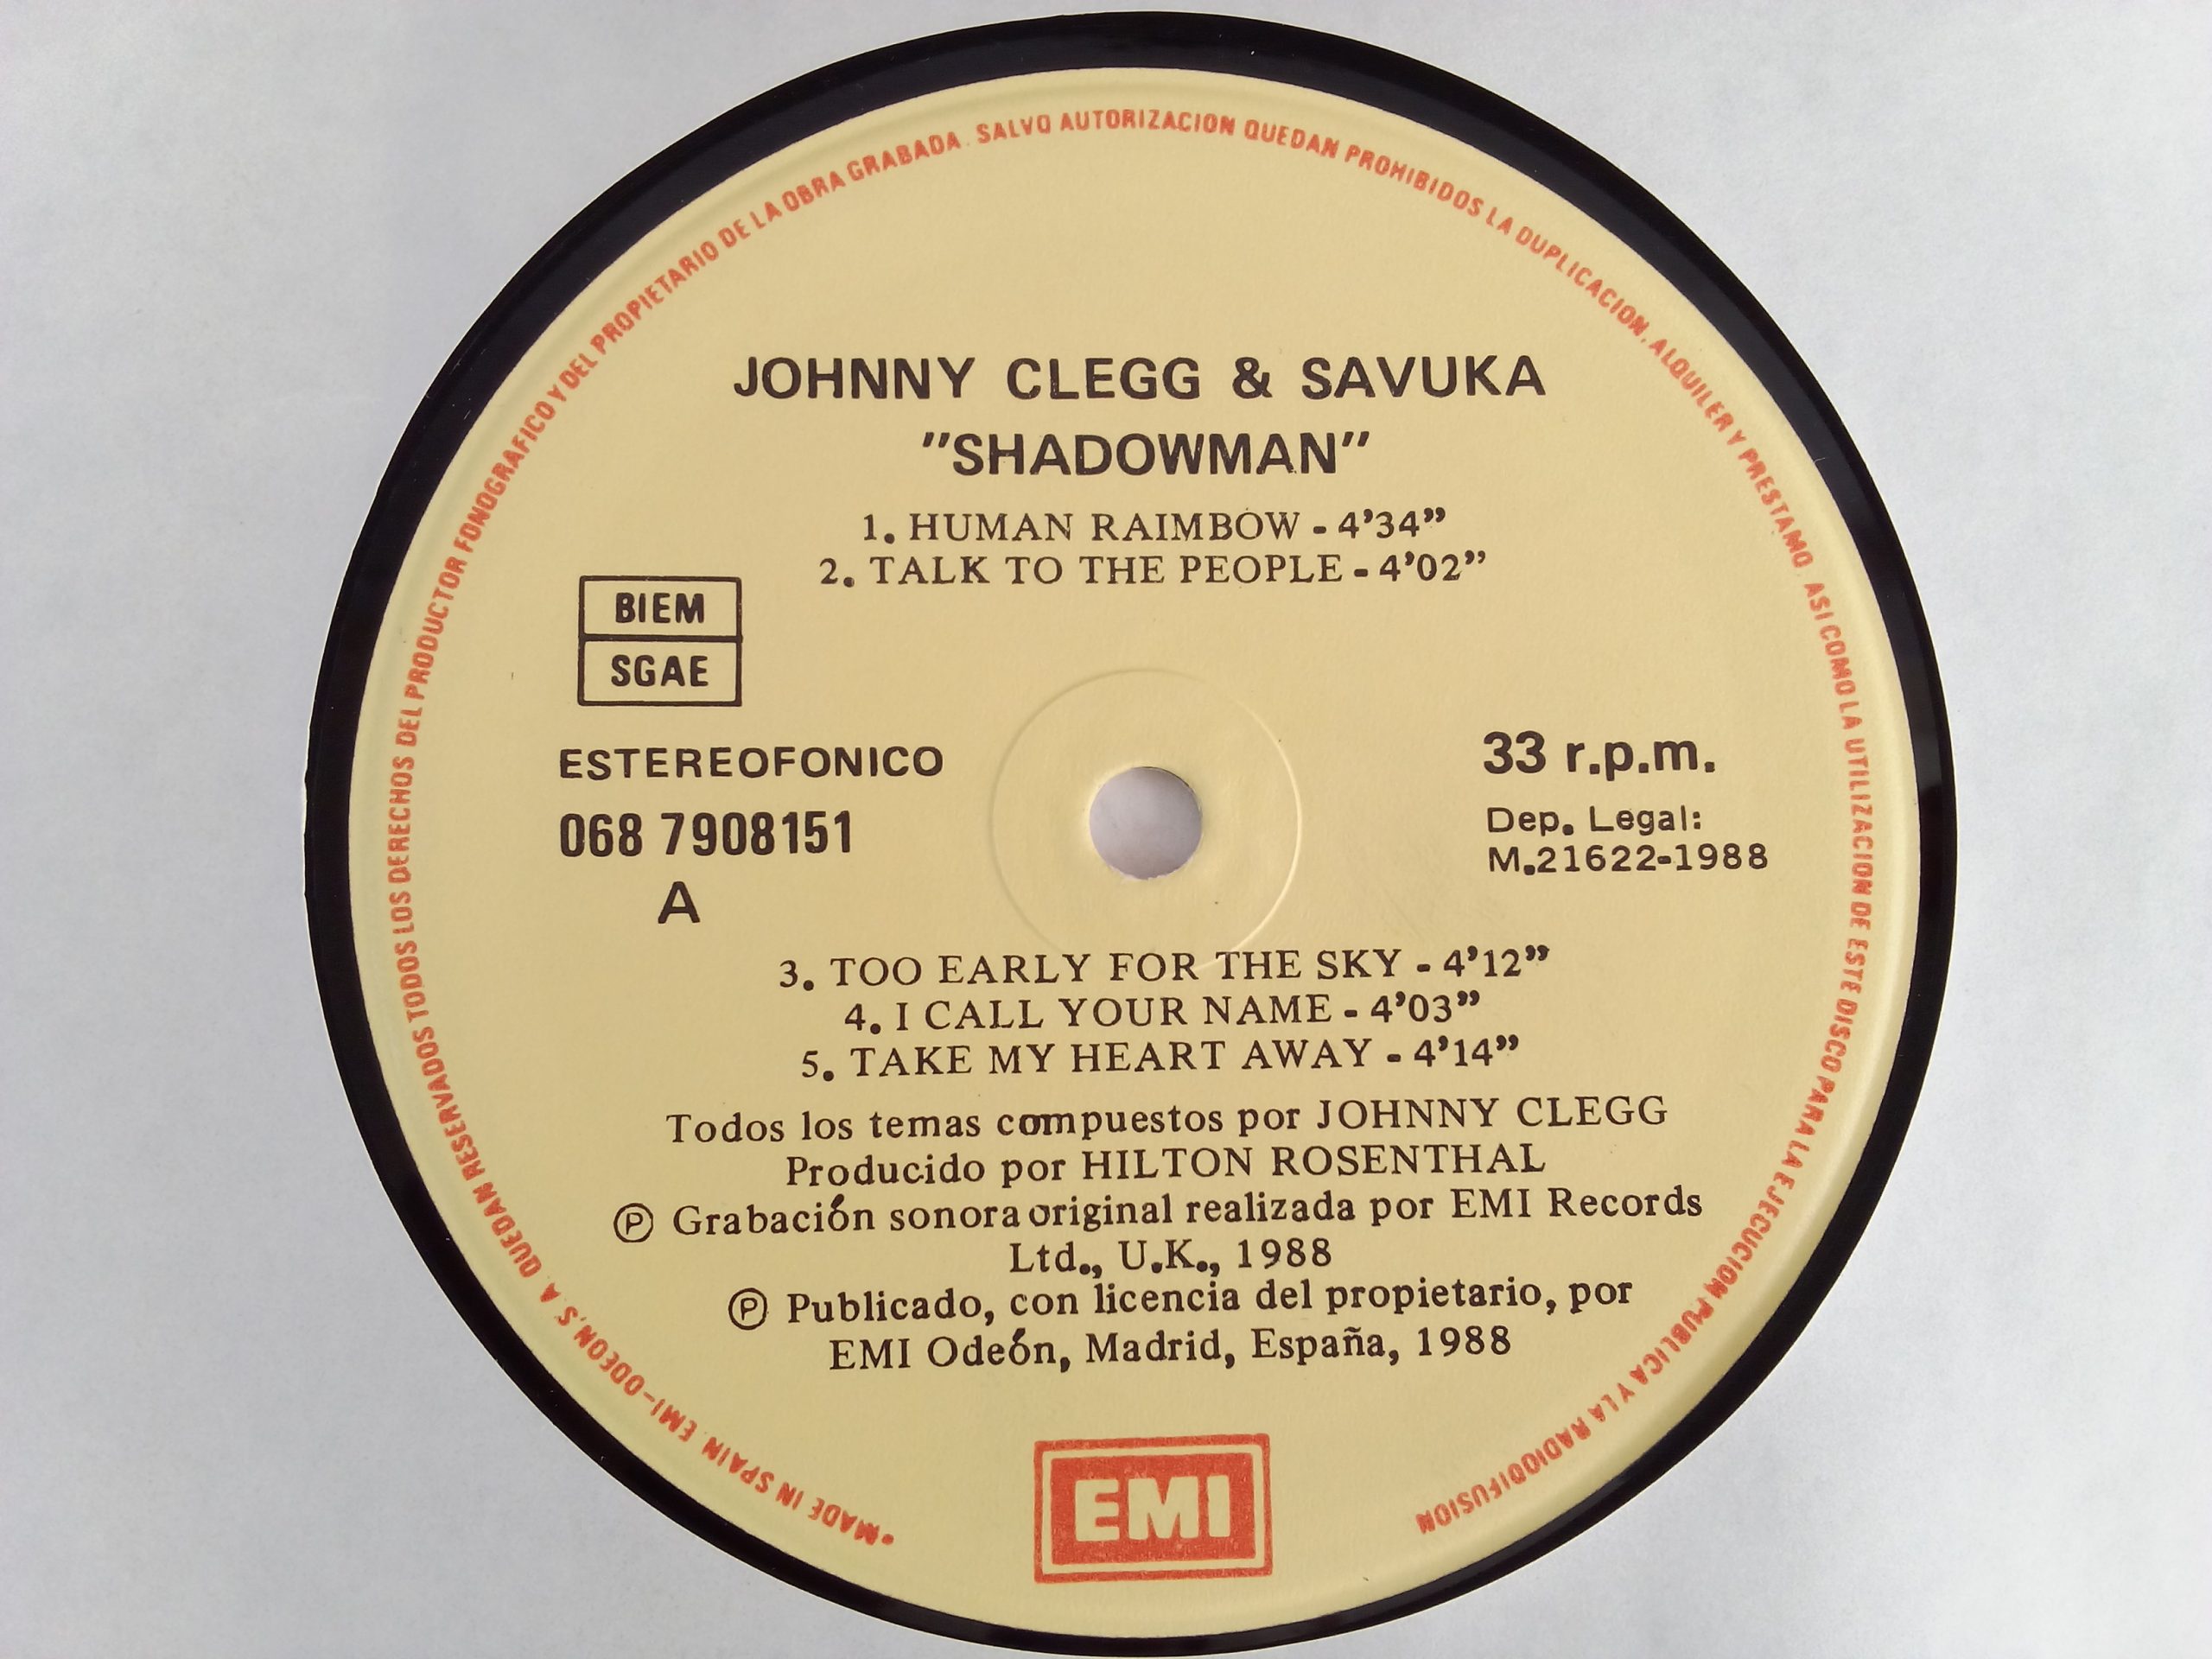 •MADE IN SPAIN. EMI-ODEON, S. A. QUEDAN RESERVADOS TODOS LOS DERECHOS DEL PRODUCTOR FONOGRAFICO Y DEL PROPIETARIO DE LA OBRA GRABADA. SALVO AUTORIZACION QUEDAN PROHIBIDOS LA DUPLICACION, ALQUILER Y PRESTAMO, ASI COMO LA UTILIZACION DE ESTE DISCO PARA LA EJECUCION PUBLICA Y LA RADIODIFUSION
JOHNNY CLEGG & SAVUKA
"SHADOWMAN"
1. HUMAN RAIMBOW - 4'34"
2. TALK TO THE PEOPLE - 4'02"
BIEM
SGAE
ESTEREOFONICO
068 7908151
A
33 r.p.m.
Dep. Legal:
M.21622-1988
3. TOO EARLY FOR THE SKY - 4'12"
4. I CALL YOUR NAME - 4'03"
5. TAKE MY HEART AWAY - 4'14"
Todos los temas compuestos por JOHNNY CLEGG
Producido por HILTON ROSENTHAL
Ⓟ Grabación sonora original realizada por EMI Records
Ltd., U.K., 1988
Ⓟ Publicado, con licencia del propietario, por
EMI Odeón, Madrid, España, 1988
EMI